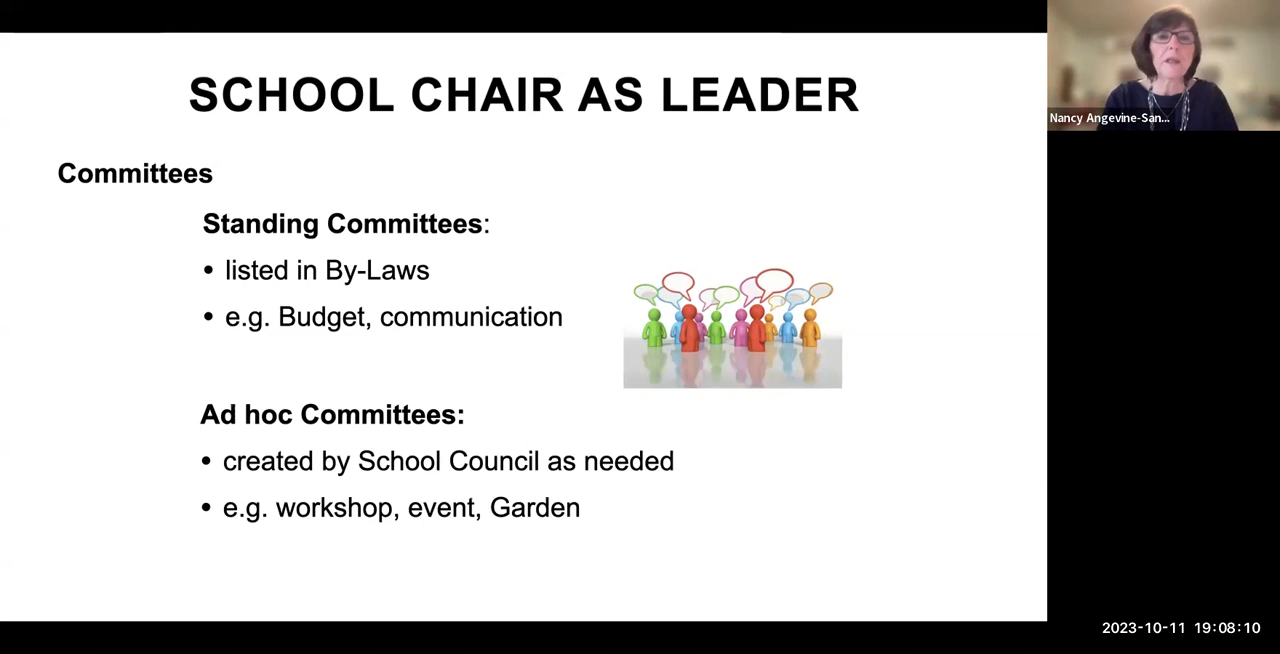 SCHOOL CHAIR AS LEADER
Nancy Angevine-San...
Committees
Standing Committees:
• listed in By-Laws
• e.g. Budget, communication
Ad hoc Committees:
• created by School Council as needed
• e.g. workshop, event, Garden
2023-10-11 19:08:10